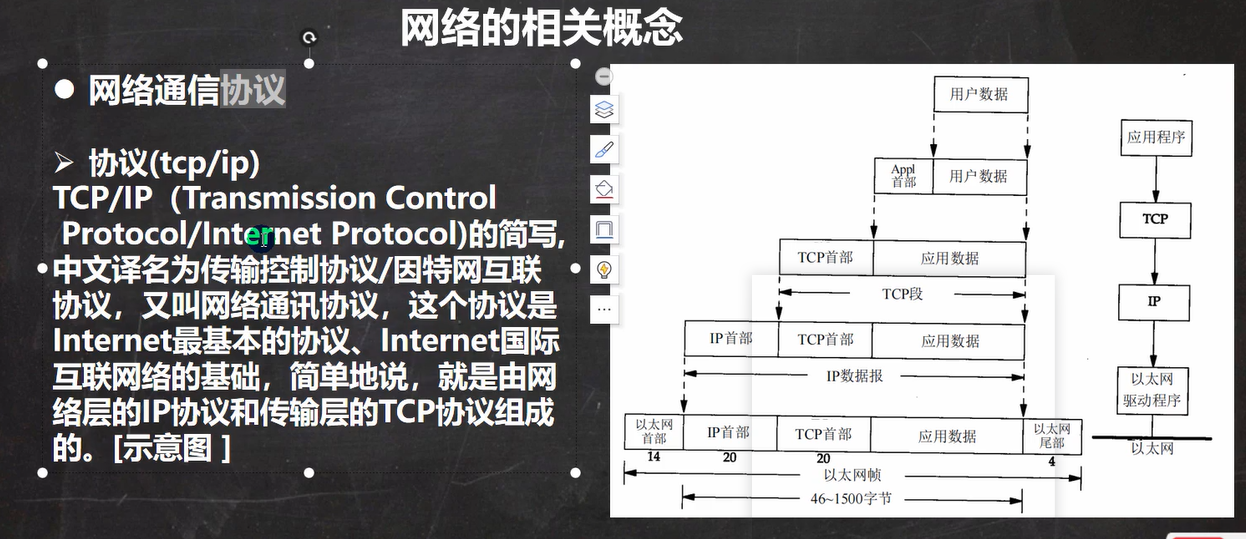 网络的相关概念
网络通信协议
协议(tcp/ip)
TCP/IP（Transmission Control
Protocol/Internet Protocol)的简写,
中文译名为传输控制协议/因特网互联
协议，又叫网络通讯协议，这个协议是
Internet最基本的协议、Internet国际
互联网络的基础，简单地说，就是由网
络层的IP协议和传输层的TCP协议组成
的。[示意图 ]
用户数据
Appl
首部
用户数据
TCP首部
应用数据
TCP段
IP首部
TCP首部
应用数据
IP数据报
以太网
首部
IP首部
TCP首部
应用数据
以太网
尾部
14
20
20
4
以太网帧
46~1500字节
应用程序
TCP
IP
以太网
驱动程序
以太网